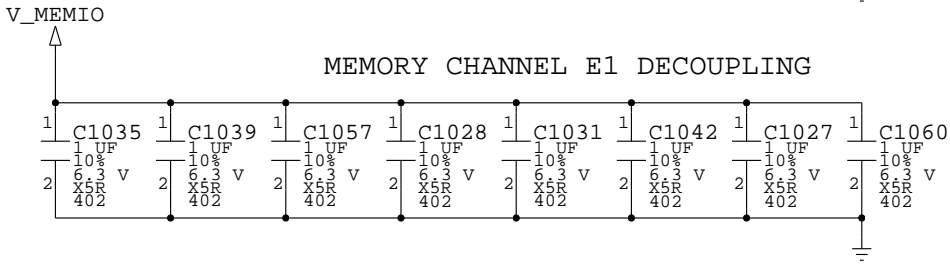 V_MEMIO
MEMORY CHANNEL E1 DECOUPLING
1 C1035 1 C1039 1 C1057 1 C1028 1 C1031 1 C1042 1 C1027 1 C1060
1 UF 1 UF 1 UF 1 UF 1 UF 1 UF 1 UF 1 UF
10% 10% 10% 10% 10% 10% 10% 10%
2 6.3 V 2 6.3 V 2 6.3 V 2 6.3 V 2 6.3 V 2 6.3 V 2 6.3 V 2 6.3 V
X5R X5R X5R X5R X5R X5R X5R X5R
402 402 402 402 402 402 402 402